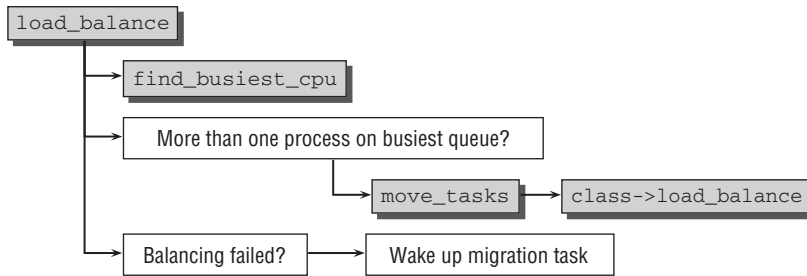 load_balance
find_busiest_cpu
More than one process on busiest queue?
move_tasks
class->load_balance
Balancing failed?
Wake up migration task